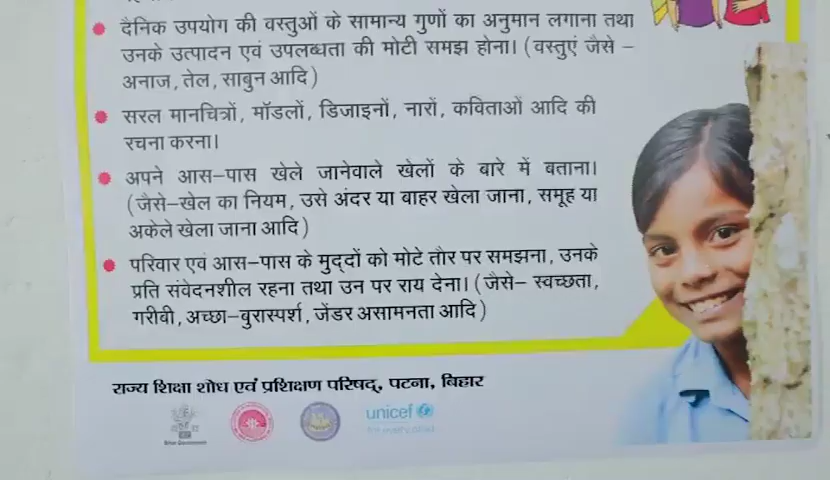 दैनिक उपयोग की वस्तुओं के सामान्य गुणों का अनुमान लगाना तथा
उनके उत्पादन एवं उपलब्धता की मोटी समझ होना। (वस्तुएं जैसे –
अनाज, तेल, साबुन आदि)
सरल मानचित्रों, मॉडलों, डिजाइनों, नारों, कविताओं आदि की
रचना करना।
अपने आस-पास खेले जानेवाले खेलों के बारे में बताना।
(जैसे-खेल का नियम, उसे अंदर या बाहर खेला जाना, समूह या
अकेले खेला जाना आदि)
परिवार एवं आस-पास के मुद्दों को मोटे तौर पर समझना, उनके
प्रति संवेदनशील रहना तथा उन पर राय देना। (जैसे- स्वच्छता,
गरीबी, अच्छा-बुरास्पर्श, जेंडर असामनता आदि)
राज्य शिक्षा शोध एवं प्रशिक्षण परिषद्, पटना, बिहार
unicef
for every child